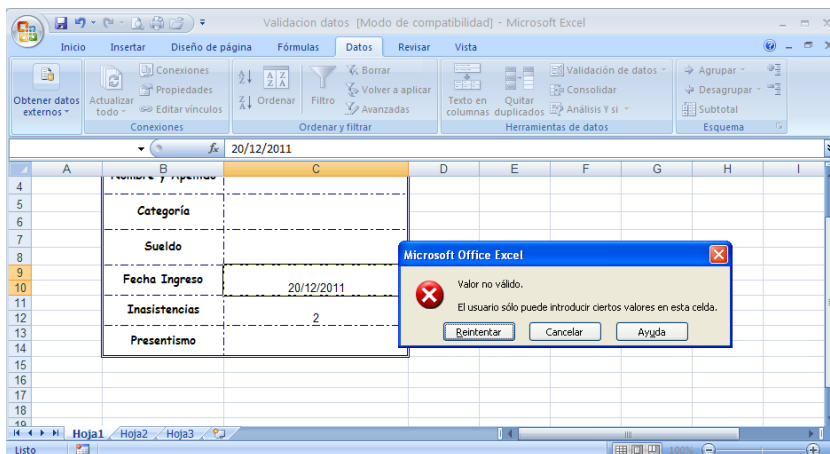 Validacion datos [Modo de compatibilidad] - Microsoft Excel
Inicio Insertar Diseño de página Fórmulas Datos Revisar Vista
Obtener datos externos
Actualizar todo
Conexiones
Propiedades
Editar vínculos
Conexiones
Ordenar
Filtro
Borrar
Volver a aplicar
Avanzadas
Ordenar y filtrar
Texto en columnas
Quitar duplicados
Validación de datos
Consolidar
Análisis Y si
Herramientas de datos
Agrupar
Desagrupar
Subtotal
Esquema
fx 20/12/2011
A B C D E F G H I
4 Nombre y Apellido
5
6 Categoría
7
8 Sueldo
9
10 Fecha Ingreso 20/12/2011
11
12 Inasistencias 2
13
14 Presentismo
15
16
17
18
19
Microsoft Office Excel
Valor no válido.
El usuario sólo puede introducir ciertos valores en esta celda.
Reintentar Cancelar Ayuda
Hoja1 Hoja2 Hoja3
Listo 100%